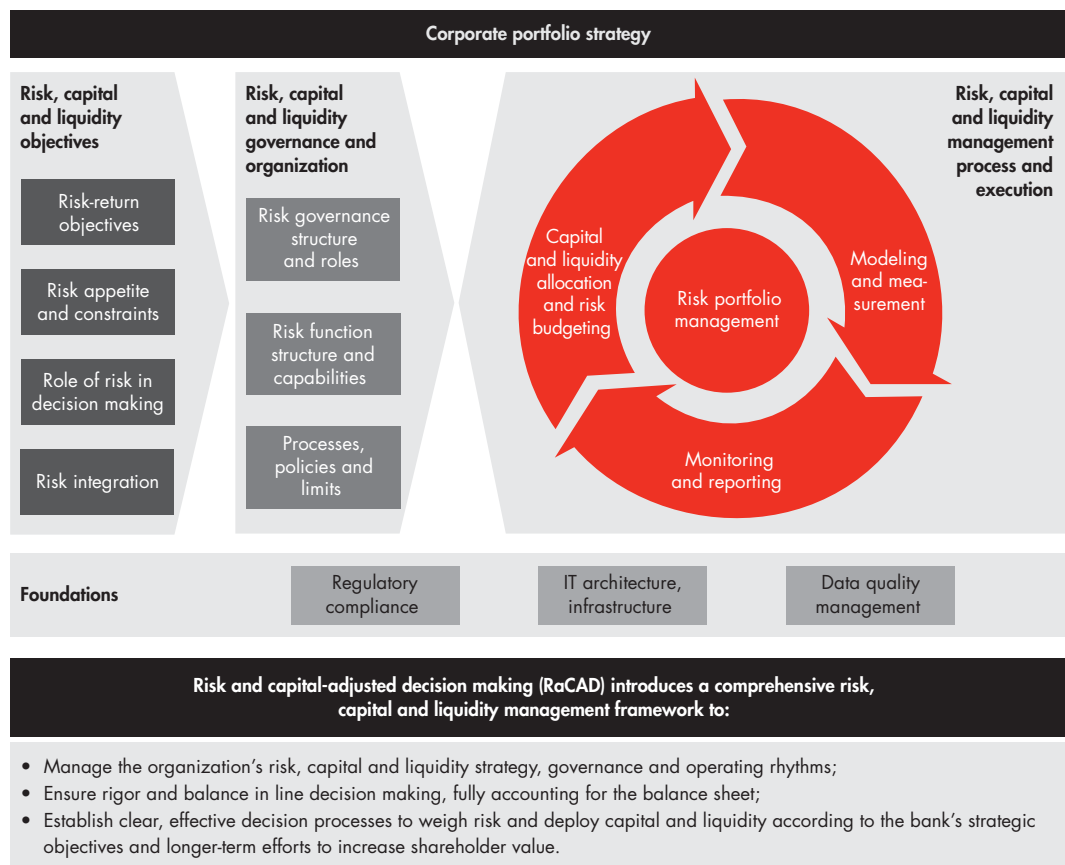 Corporate portfolio strategy
Risk, capital
and liquidity
objectives
Risk-return
objectives
Risk appetite
and constraints
Role of risk in
decision making
Risk integration
Risk, capital
and liquidity
governance and
organization
Risk governance
structure
and roles
Risk function
structure and
capabilities
Processes,
policies and
limits
Risk, capital
and liquidity
management
process and
execution
Capital
and liquidity
allocation
and risk
budgeting
Risk portfolio
management
Modeling
and mea-
surement
Monitoring
and reporting
Foundations
Regulatory
compliance
IT architecture,
infrastructure
Data quality
management
Risk and capital-adjusted decision making (RaCAD) introduces a comprehensive risk,
capital and liquidity management framework to:
• Manage the organization’s risk, capital and liquidity strategy, governance and operating rhythms;
• Ensure rigor and balance in line decision making, fully accounting for the balance sheet;
• Establish clear, effective decision processes to weigh risk and deploy capital and liquidity according to the bank’s strategic
objectives and longer-term efforts to increase shareholder value.